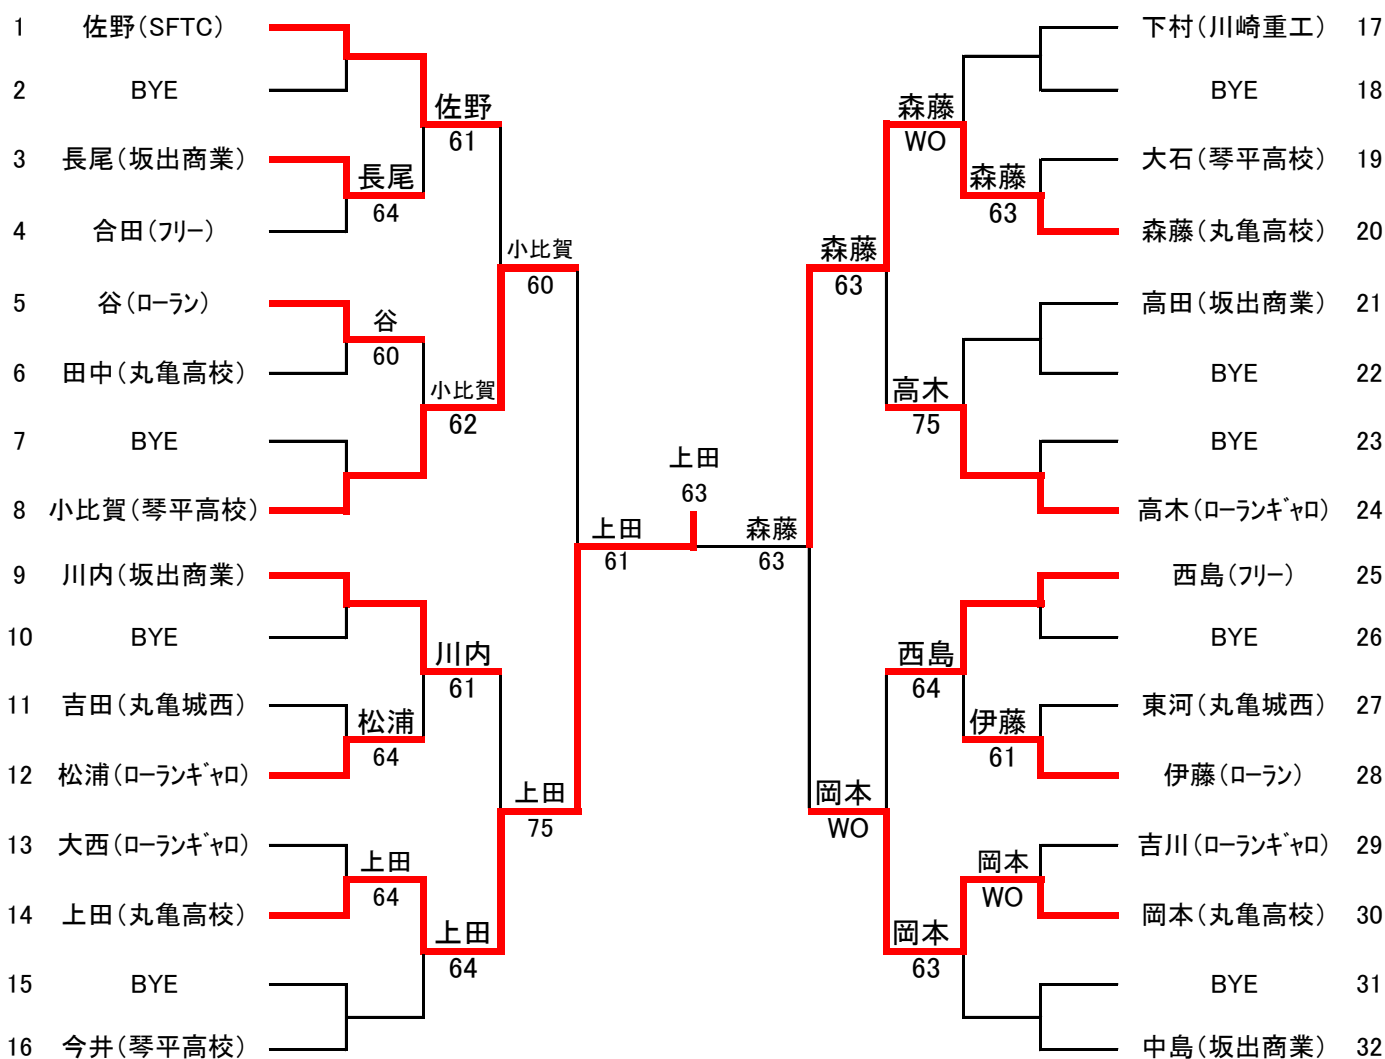 1 佐野(SFTC)
2 BYE
3 長尾(坂出商業)
4 合田(フリー)
5 谷(ローラン)
6 田中(丸亀高校)
7 BYE
8 小比賀(琴平高校)
9 川内(坂出商業)
10 BYE
11 吉田(丸亀城西)
12 松浦(ローランギャロ)
13 大西(ローランギャロ)
14 上田(丸亀高校)
15 BYE
16 今井(琴平高校)
長尾
64
谷
60
松浦
64
上田
64
佐野
61
小比賀
62
川内
61
上田
64
小比賀
60
上田
75
上田
61
上田
63
森藤
63
森藤
63
岡本
WO
森藤
WO
高木
75
西島
64
岡本
63
森藤
63
伊藤
61
岡本
WO
下村(川崎重工) 17
BYE 18
大石(琴平高校) 19
森藤(丸亀高校) 20
高田(坂出商業) 21
BYE 22
BYE 23
高木(ローランギャロ) 24
西島(フリー) 25
BYE 26
東河(丸亀城西) 27
伊藤(ローラン) 28
吉川(ローランギャロ) 29
岡本(丸亀高校) 30
BYE 31
中島(坂出商業) 32